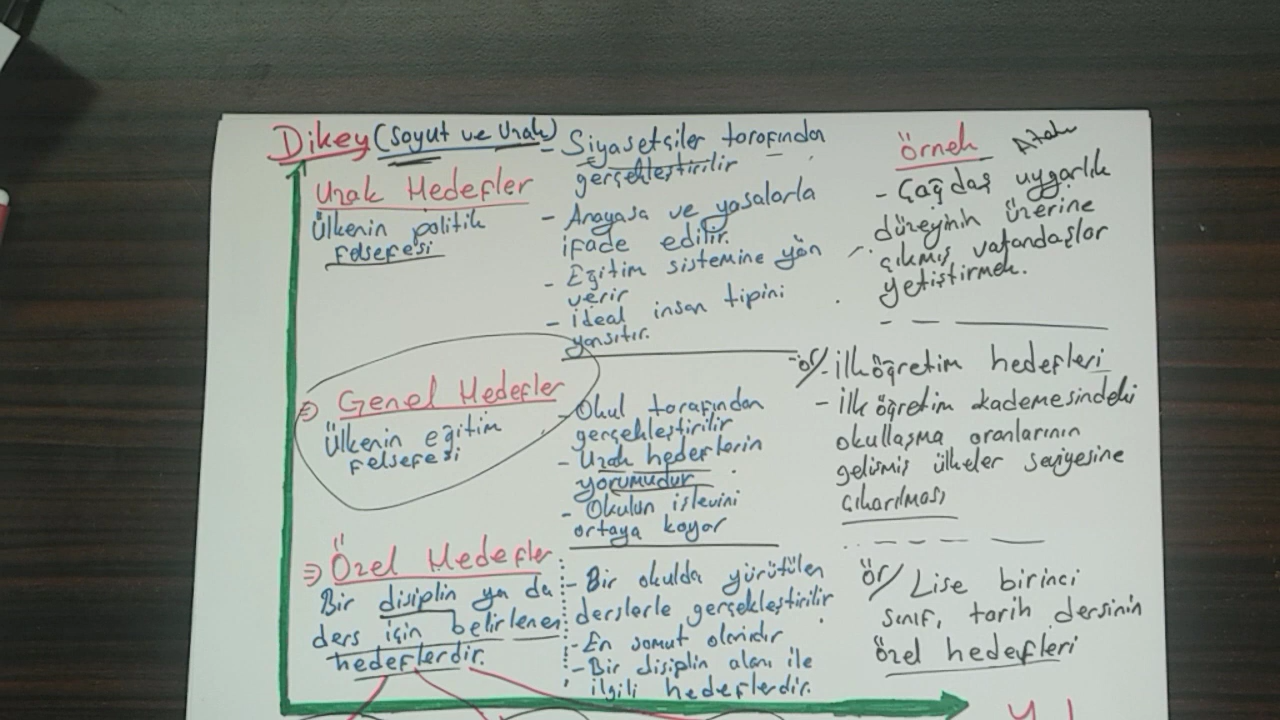 Dikey (soyut ve Uzak)
Uzak Hedefler
Ülkenin politik
Felsefesi
- Siyasetçiler tarafından
gerçekleştirilir
- Anayasa ve yasalarla
ifade edilir.
- Eğitim sistemine yön
verir
- İdeal insan tipini
yansıtır.
Örnek
- Çağdaş uygarlık
düzeyinin üzerine
çıkmış vatandaşlar
yetiştirmek.
⇒ Genel Hedefler
Ülkenin eğitim
Felsefesi
- Okul tarafından
gerçekleştirilir
- Uzak hedeflerin
yorumudur
- Okulun işlevini
ortaya koyar
ör/ - İlköğretim hedefleri
- İlköğretim kademesindeki
okullaşma oranlarının
gelişmiş ülkeler seviyesine
çıkarılması
⇒ Özel Hedefler
Bir disiplin ya da
ders için belirlenen
hedeflerdir.
- Bir okulda yürütülen
derslerle gerçekleştirilir
- En somut olanıdır
- Bir disiplin alanı ile
ilgili hedeflerdir.
ör/ Lise birinci
sınıf, tarih dersinin
özel hedefleri